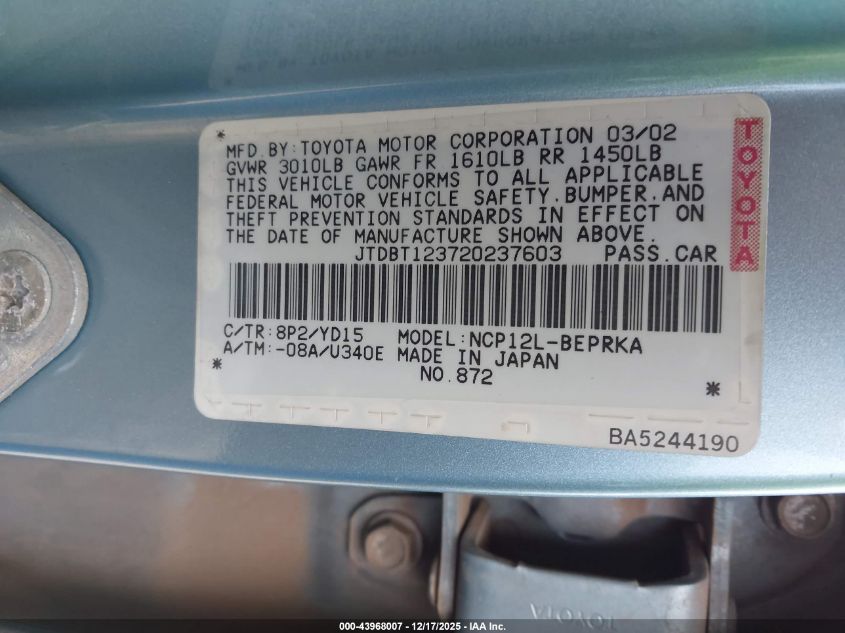 MFD.BY:TOYOTA MOTOR CORPORATION 03/02
GVWR 3010LB GAWR FR 1610LB RR 1450LB
THIS VEHICLE CONFORMS TO ALL APPLICABLE
FEDERAL MOTOR VEHICLE SAFETY,BUMPER,AND
THEFT PREVENTION STANDARDS IN EFFECT ON
THE DATE OF MANUFACTURE SHOWN ABOVE.
JTDBT123720237603 PASS.CAR
TOYOTA
C/TR:8P2/YD15 MODEL:NCP12L-BEPRKA
A/TM:-08A/U340E MADE IN JAPAN
NO.872
BA5244190
TOYOTA
000-43968007 - 12/17/2025 - IAA, Inc.